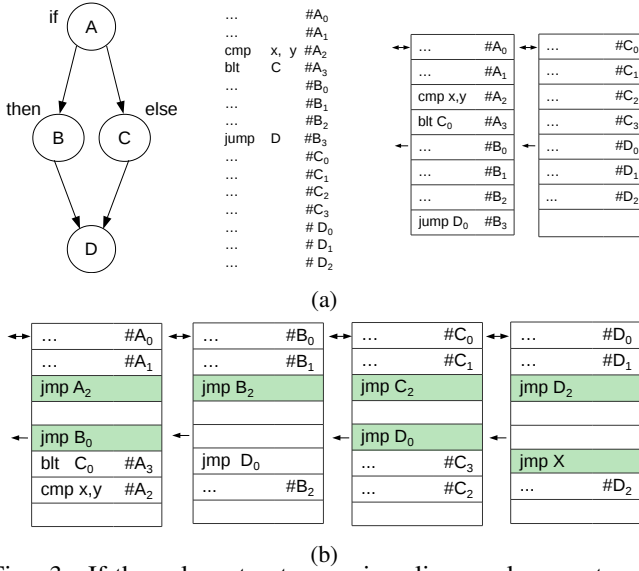 if
A
then
else
B
C
D
... #A0
... #A1
cmp x, y #A2
blt C #A3
... #B0
... #B1
... #B2
jump D #B3
... #C0
... #C1
... #C2
... #C3
... # D0
... # D1
... # D2
... #A0
... #A1
cmp x,y #A2
blt C0 #A3
... #B0
... #B1
... #B2
jump D0 #B3
... #C0
... #C1
... #C2
... #C3
... #D0
... #D1
... #D2
(a)
... #A0
... #A1
jmp A2
jmp B0
blt C0 #A3
cmp x,y #A2
... #B0
... #B1
jmp B2
jmp D0
... #B2
... #C0
... #C1
jmp C2
jmp D0
... #C3
... #C2
... #D0
... #D1
jmp D2
jmp X
... #D2
(b)